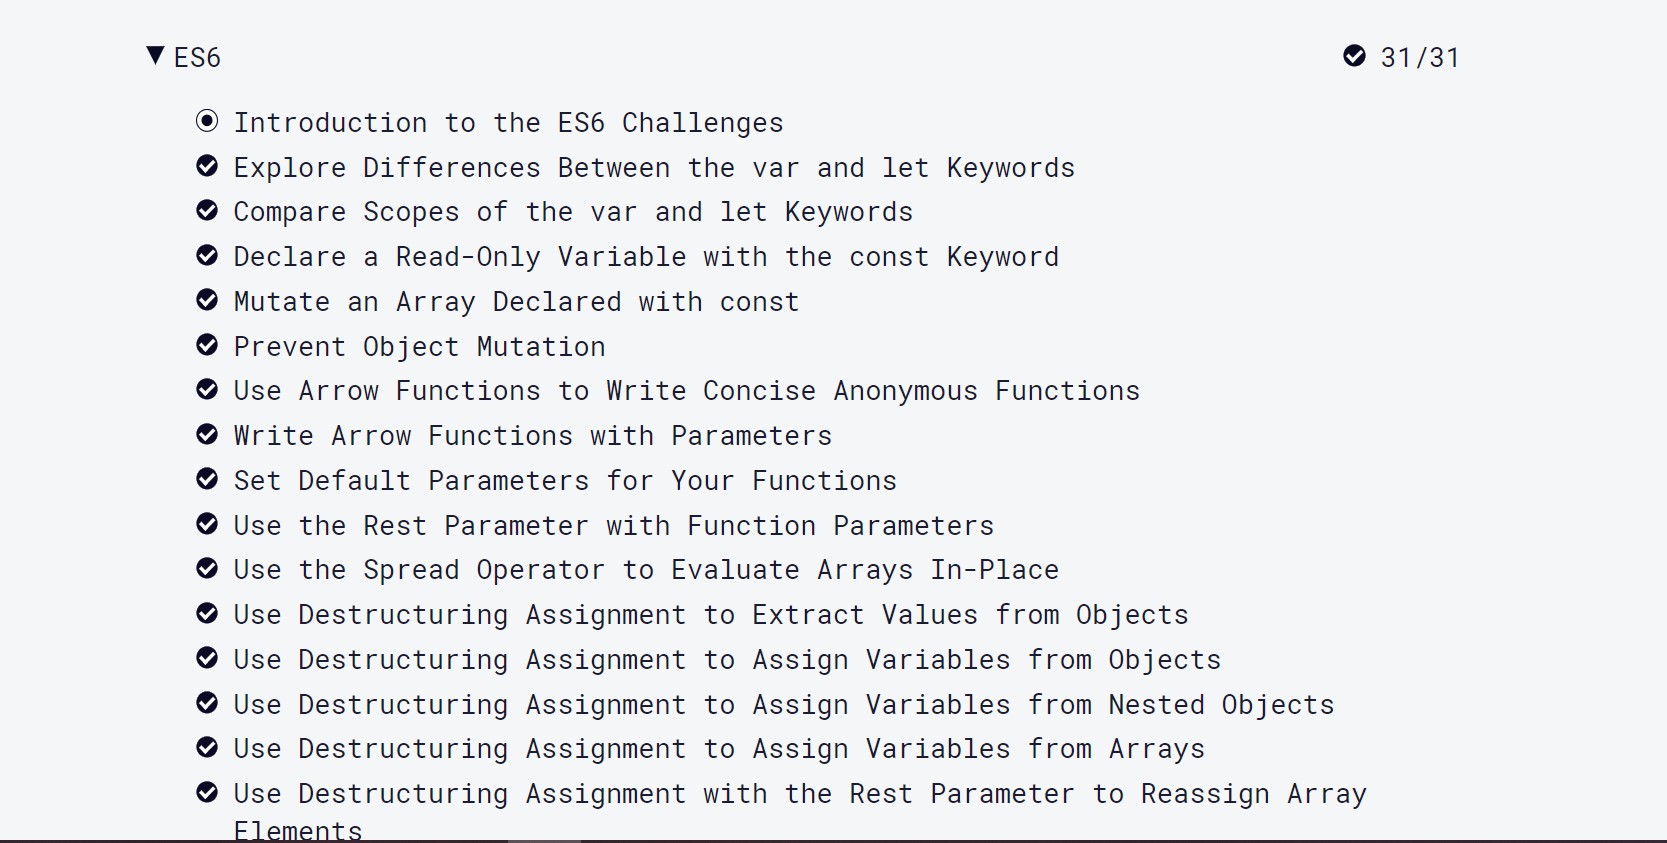 ES6
31/31
Introduction to the ES6 Challenges
Explore Differences Between the var and let Keywords
Compare Scopes of the var and let Keywords
Declare a Read-Only Variable with the const Keyword
Mutate an Array Declared with const
Prevent Object Mutation
Use Arrow Functions to Write Concise Anonymous Functions
Write Arrow Functions with Parameters
Set Default Parameters for Your Functions
Use the Rest Parameter with Function Parameters
Use the Spread Operator to Evaluate Arrays In-Place
Use Destructuring Assignment to Extract Values from Objects
Use Destructuring Assignment to Assign Variables from Objects
Use Destructuring Assignment to Assign Variables from Nested Objects
Use Destructuring Assignment to Assign Variables from Arrays
Use Destructuring Assignment with the Rest Parameter to Reassign Array
Elements